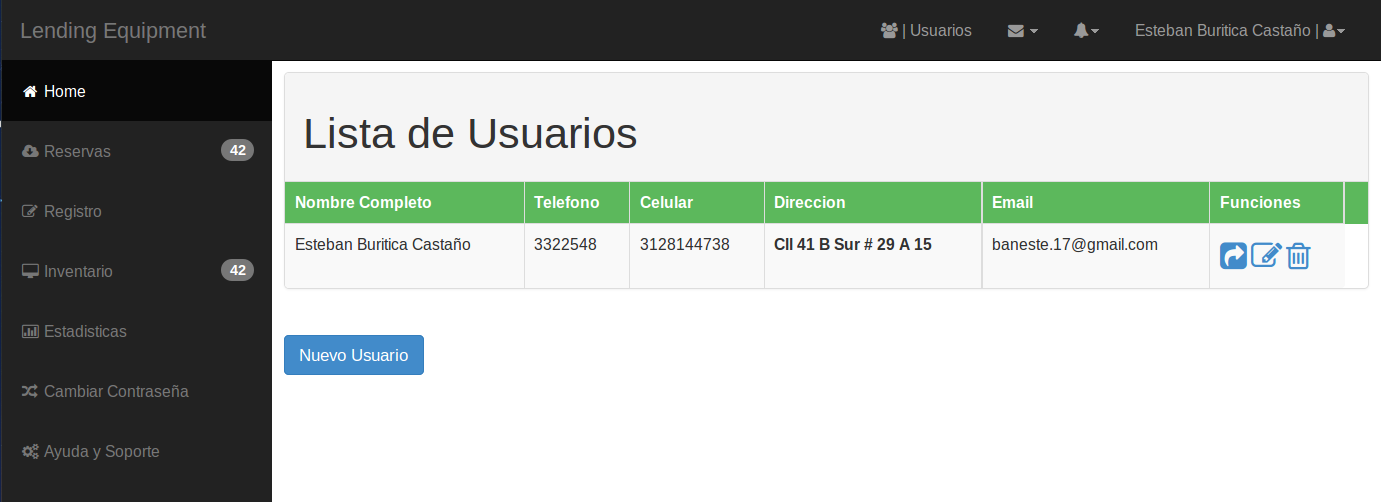 Lending Equipment
| Usuarios
Esteban Buritica Castaño |
Home
Reservas 42
Registro
Inventario 42
Estadisticas
Cambiar Contraseña
Ayuda y Soporte
Lista de Usuarios
Nombre Completo Telefono Celular Direccion Email Funciones
Esteban Buritica Castaño 3322548 3128144738 Cll 41 B Sur # 29 A 15 baneste.17@gmail.com
Nuevo Usuario